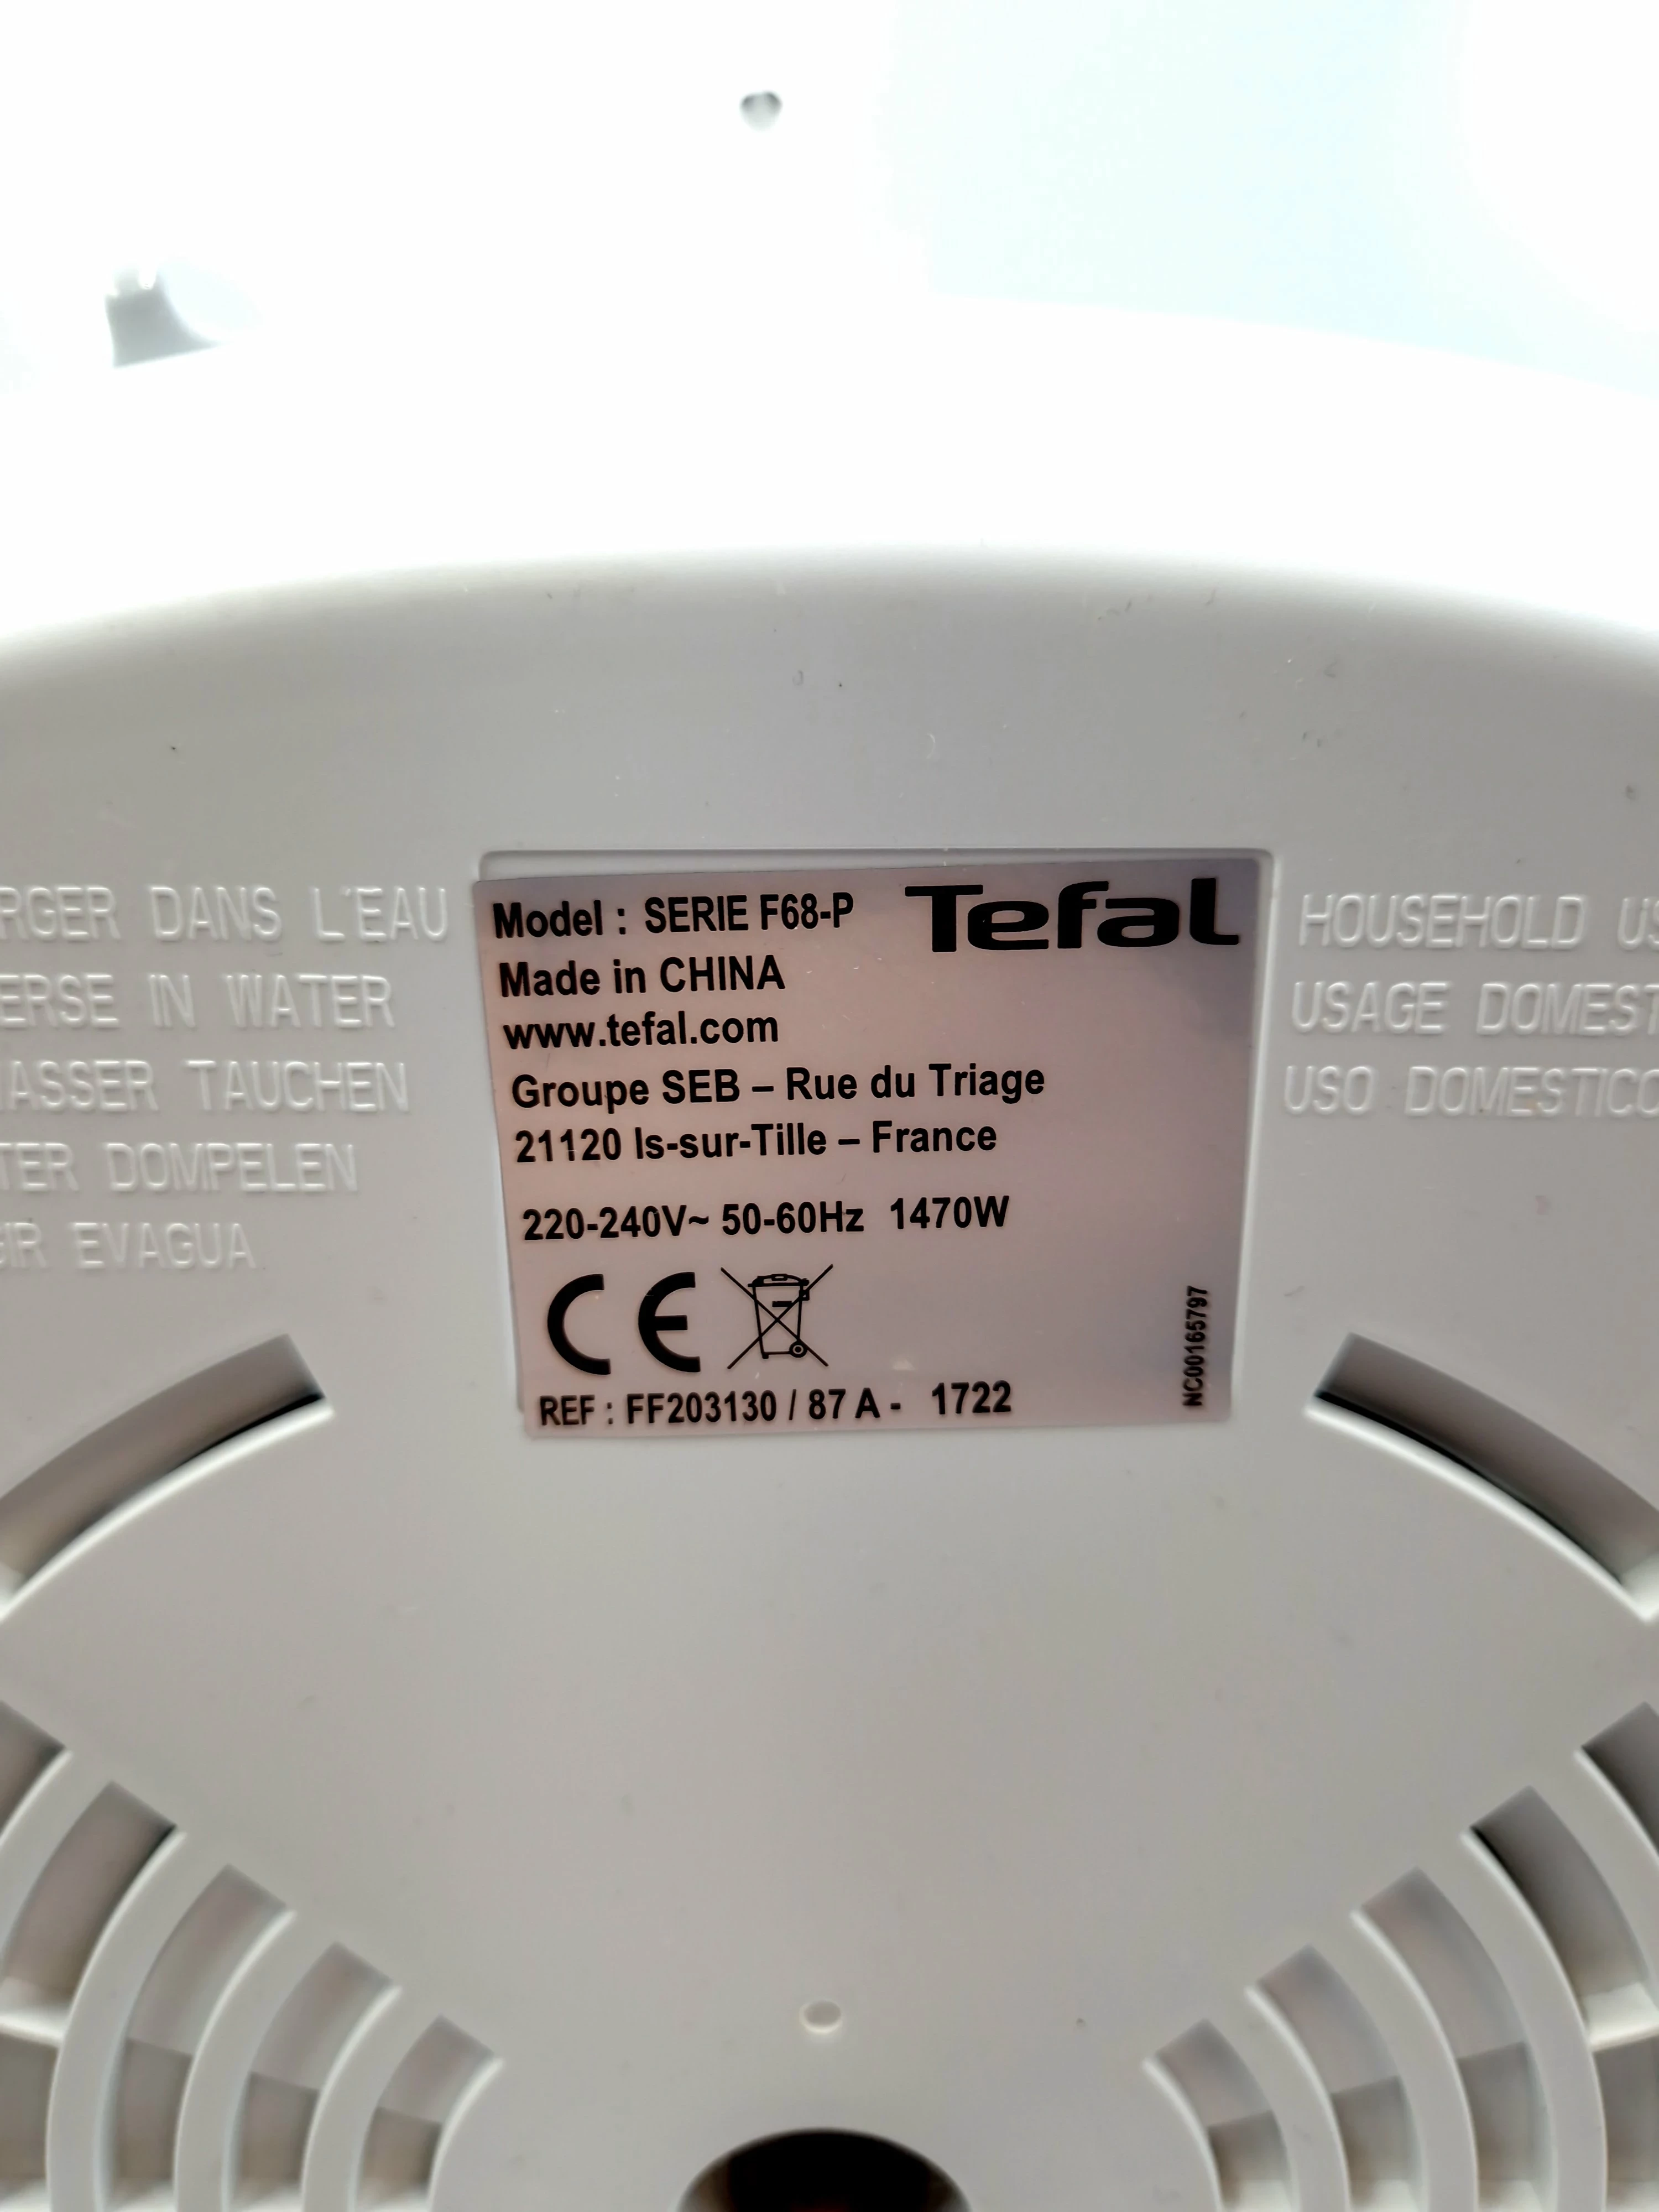 RGER DANS L'EAU
ERSE IN WATER
ASSER TAUCHEN
TER DOMPELEN
GIR EVAGUA
Model : SERIE F68-P Tefal
Made in CHINA
www.tefal.com
Groupe SEB – Rue du Triage
21120 Is-sur-Tille – France
220-240V~ 50-60Hz 1470W
CE
NC00165797
REF : FF203130 / 87 A - 1722
HOUSEHOLD US
USAGE DOMEST
USO DOMESTICO